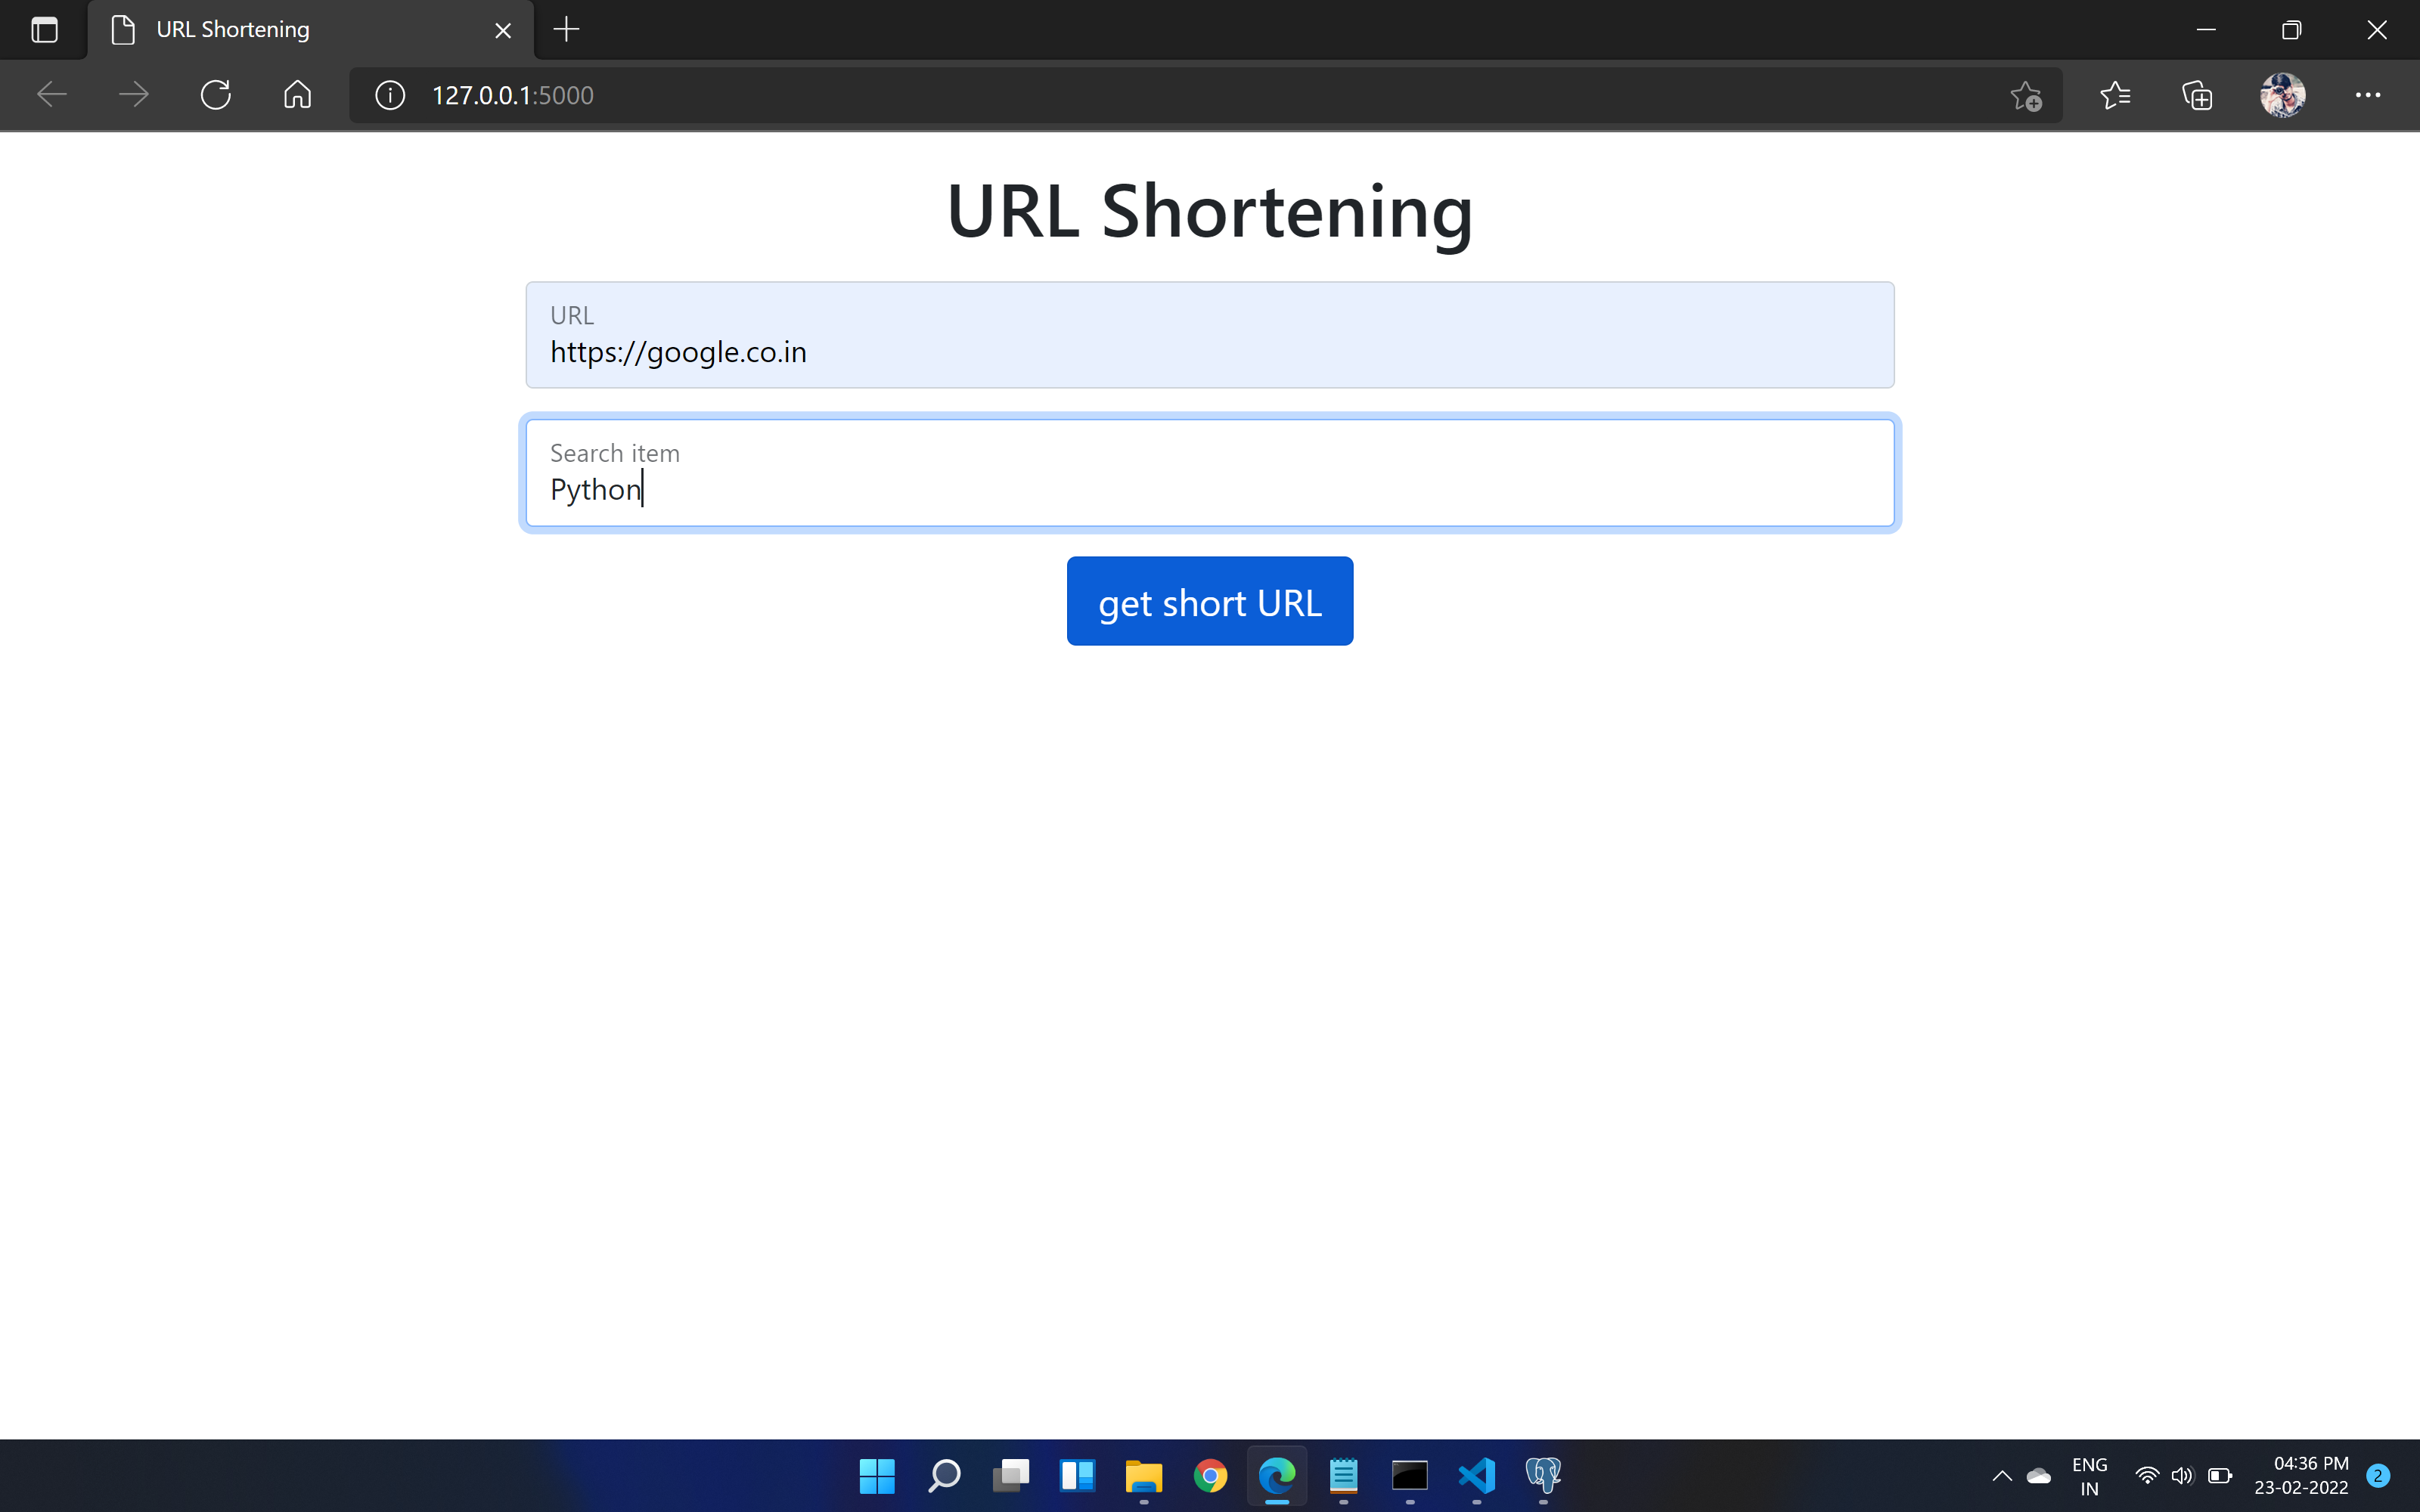 URL Shortening
127.0.0.1:5000
URL Shortening
URL
https://google.co.in
Search item
Python
get short URL
ENG
IN
04:36 PM
23-02-2022
2